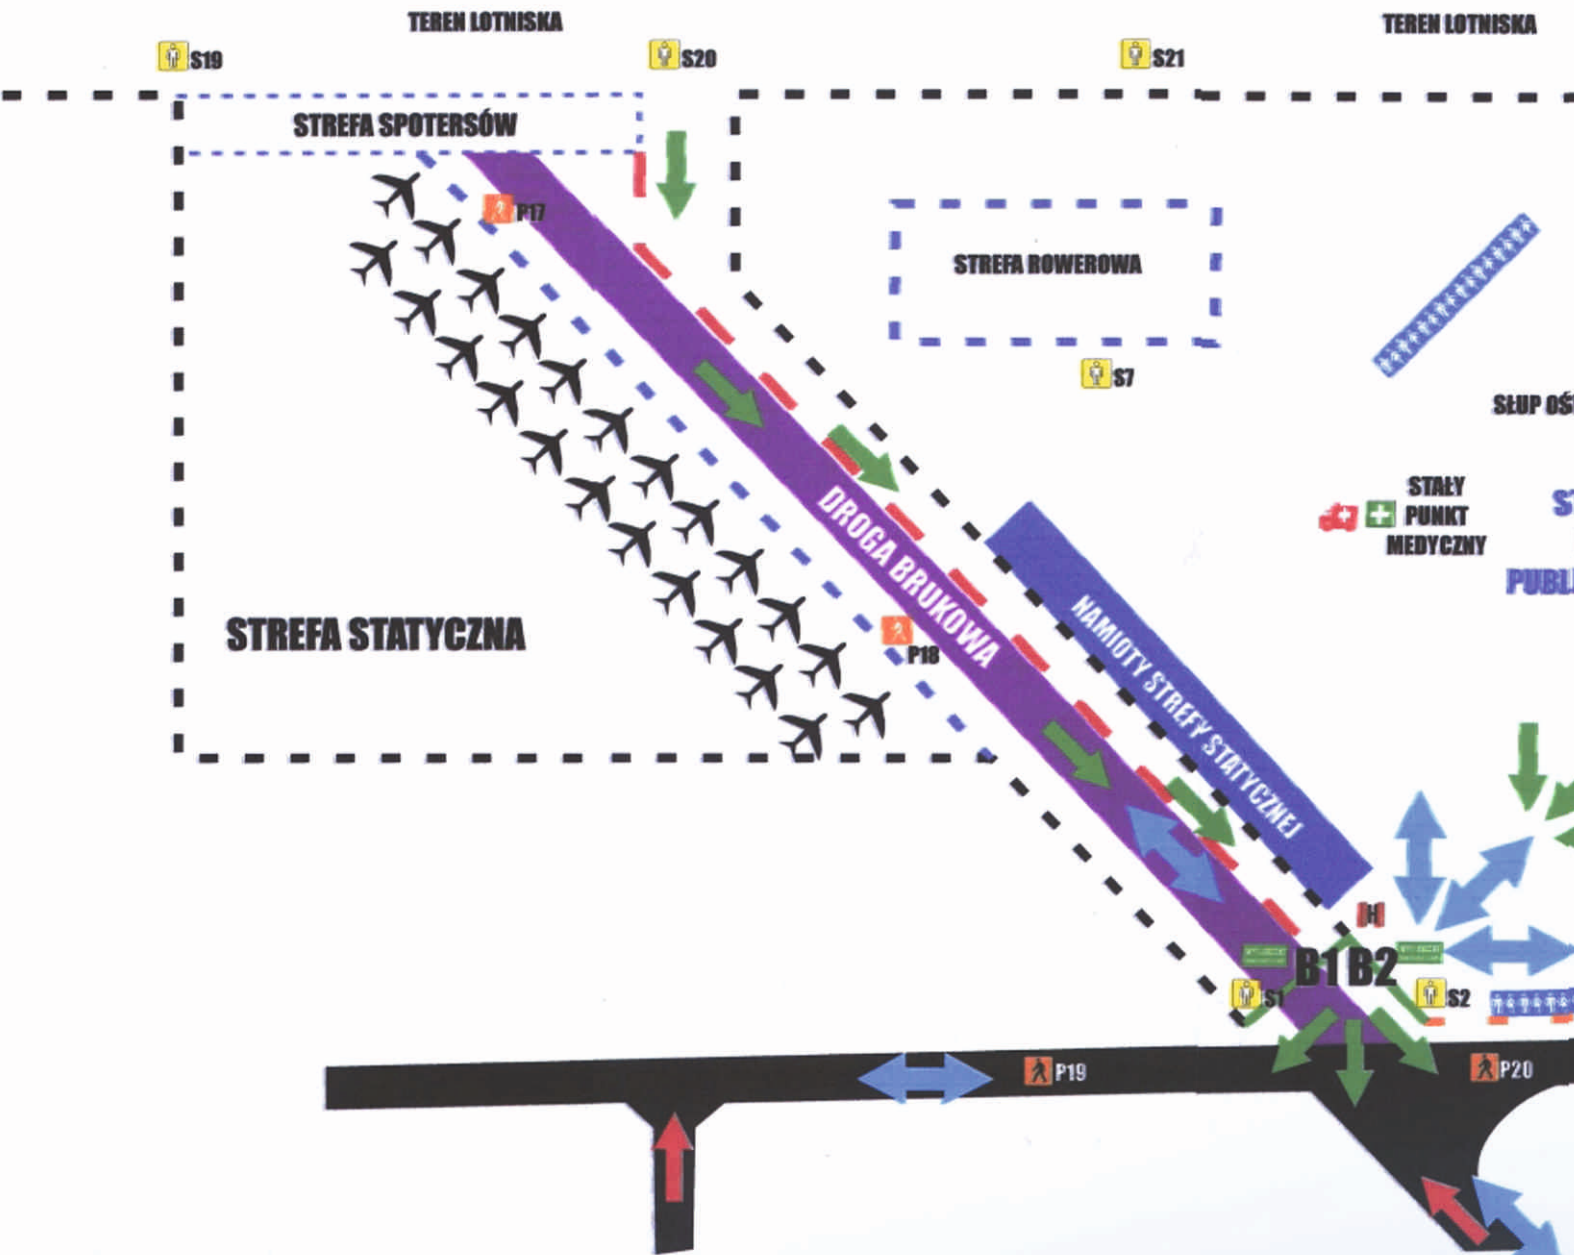 TEREN LOTNISKA
TEREN LOTNISKA
S19
S20
S21
STREFA SPOTERSÓW
P17
STREFA ROWEROWA
S7
SŁUP
STAŁY
PUNKT
MEDYCZNY
DROGA BRUKOWA
NAMIOTY STREFY STATYCZNEJ
STREFA STATYCZNA
P18
H
B1 B2
S1
S2
P19
P20